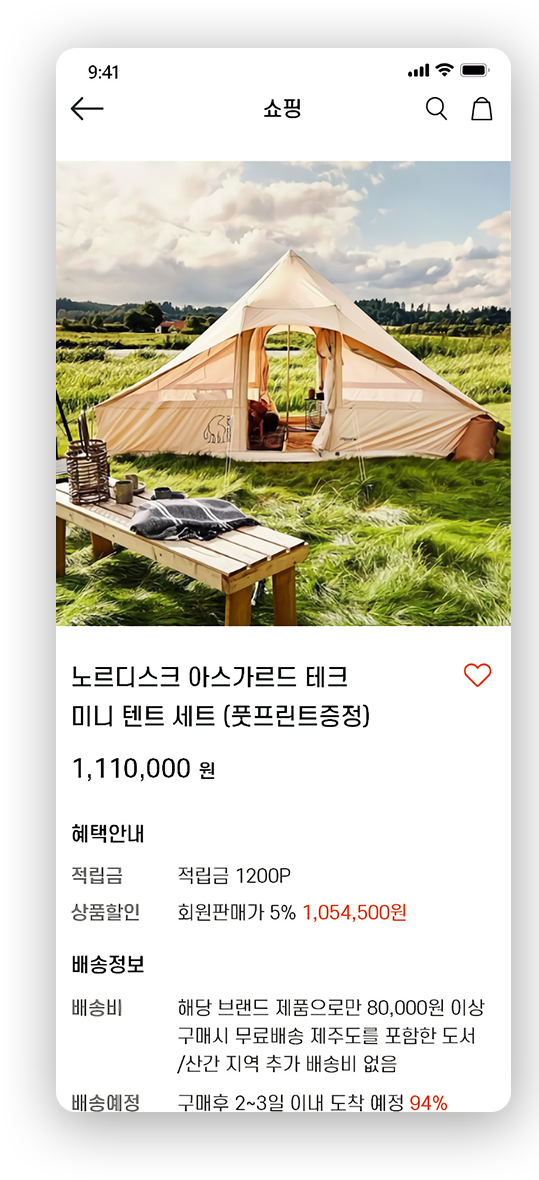 9:41
쇼핑
노르디스크 아스가르드 테크
미니 텐트 세트 (풋프린트증정)
1,110,000 원
혜택안내
적립금 적립금 1200P
상품할인 회원판매가 5% 1,054,500원
배송정보
배송비 해당 브랜드 제품으로만 80,000원 이상
구매시 무료배송 제주도를 포함한 도서
/산간 지역 추가 배송비 없음
배송예정 구매후 2~3일 이내 도착 예정 94%